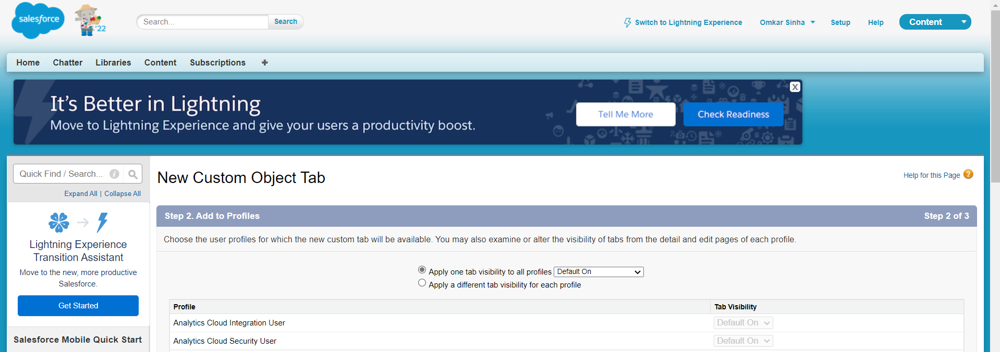 salesforce
'22
Search...
Search
Switch to Lightning Experience
Omkar Sinha
Setup
Help
Content
Home
Chatter
Libraries
Content
Subscriptions
+
It's Better in Lightning
Move to Lightning Experience and give your users a productivity boost.
Tell Me More
Check Readiness
X
Quick Find / Search...
i
Expand All | Collapse All
Lightning Experience
Transition Assistant
Move to the new, more productive
Salesforce.
Get Started
Salesforce Mobile Quick Start
New Custom Object Tab
Help for this Page ?
Step 2. Add to Profiles
Step 2 of 3
Choose the user profiles for which the new custom tab will be available. You may also examine or alter the visibility of tabs from the detail and edit pages of each profile.
Apply one tab visibility to all profiles Default On
Apply a different tab visibility for each profile
Profile Tab Visibility
Analytics Cloud Integration User Default On
Analytics Cloud Security User Default On